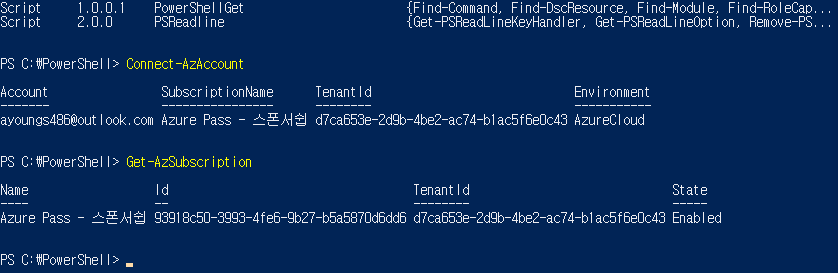 Script     1.0.0.1    PowerShellGet                       {Find-Command, Find-DscResource, Find-Module, Find-RoleCap...
Script     2.0.0      PSReadline                          {Get-PSReadLineKeyHandler, Get-PSReadLineOption, Remove-PS...
PS C:₩PowerShell> Connect-AzAccount
Account               SubscriptionName      TenantId                             Environment
-------               ----------------      --------                             -----------
ayoungs486@outlook.com Azure Pass - 스폰서쉽 d7ca653e-2d9b-4be2-ac74-b1ac5f6e0c43 AzureCloud
PS C:₩PowerShell> Get-AzSubscription
Name                  Id                                   TenantId                             State
----                  --                                   --------                             -----
Azure Pass - 스폰서쉽 93918c50-3993-4fe6-9b27-b5a5870d6dd6 d7ca653e-2d9b-4be2-ac74-b1ac5f6e0c43 Enabled
PS C:₩PowerShell> _